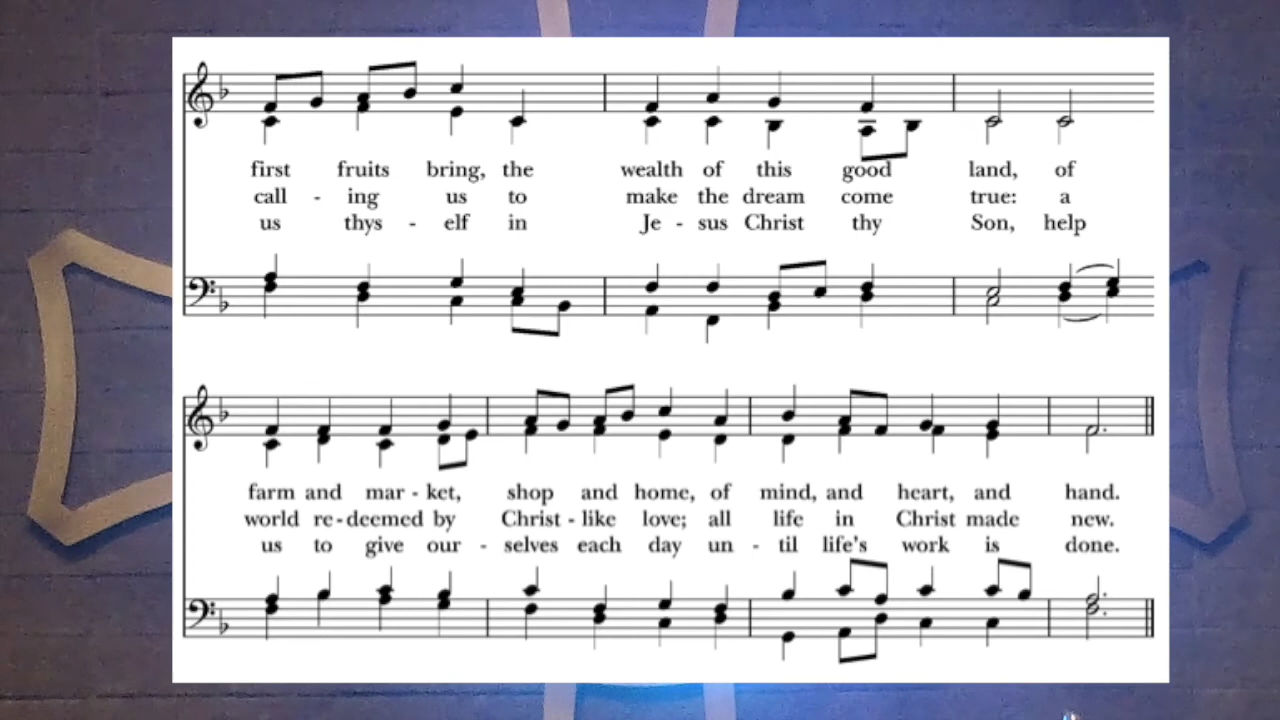 first fruits bring, the wealth of this good land, of
call - ing us to make the dream come true: a
us thys - elf in Je - sus Christ thy Son, help
farm and mar - ket, shop and home, of mind, and heart, and hand.
world re - deemed by Christ - like love; all life in Christ made new.
us to give our - selves each day un - til life's work is done.